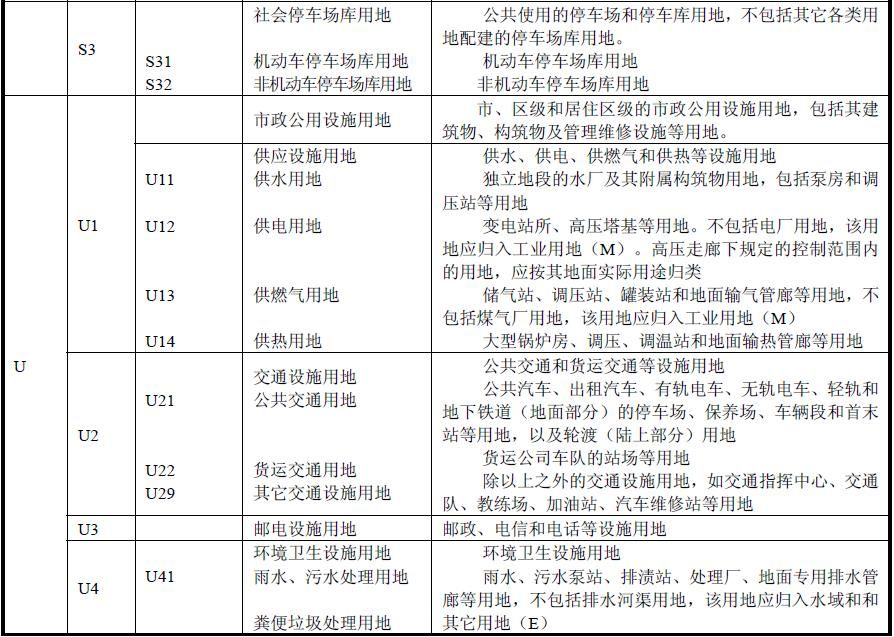 社会停车场库用地 公共使用的停车场和停车库用地，不包括其它各类用
S3 地配建的停车场库用地。
S31 机动车停车场库用地 机动车停车场库用地
S32 非机动车停车场库用地 非机动车停车场库用地
市政公用设施用地 市、区级和居住区级的市政公用设施用地，包括其建
筑物、构筑物及管理维修设施等用地。
供应设施用地 供水、供电、供燃气和供热等设施用地
U11 供水用地 独立地段的水厂及其附属构筑物用地，包括泵房和调
压站等用地
U1 U12 供电用地 变电站所、高压塔基等用地。不包括电厂用地，该用
地应归入工业用地（M）。高压走廊下规定的控制范围内
的用地，应按其地面实际用途归类
U13 供燃气用地 储气站、调压站、罐装站和地面输气管廊等用地，不
包括煤气厂用地，该用地应归入工业用地（M）
U14 供热用地 大型锅炉房、调压、调温站和地面输热管廊等用地
U 交通设施用地 公共交通和货运交通等设施用地
U21 公共交通用地 公共汽车、出租汽车、有轨电车、无轨电车、轻轨和
地下铁道（地面部分）的停车场、保养场、车辆段和首末
U2 站等用地，以及轮渡（陆上部分）用地
U22 货运交通用地 货运公司车队的站场等用地
U29 其它交通设施用地 除以上之外的交通设施用地，如交通指挥中心、交通
队、教练场、加油站、汽车维修站等用地
U3 邮电设施用地 邮政、电信和电话等设施用地
环境卫生设施用地 环境卫生设施用地
U4 U41 雨水、污水处理用地 雨水、污水泵站、排渍站、处理厂、地面专用排水管
廊等用地，不包括排水河渠用地，该用地应归入水域和和
粪便垃圾处理用地 其它用地（E）